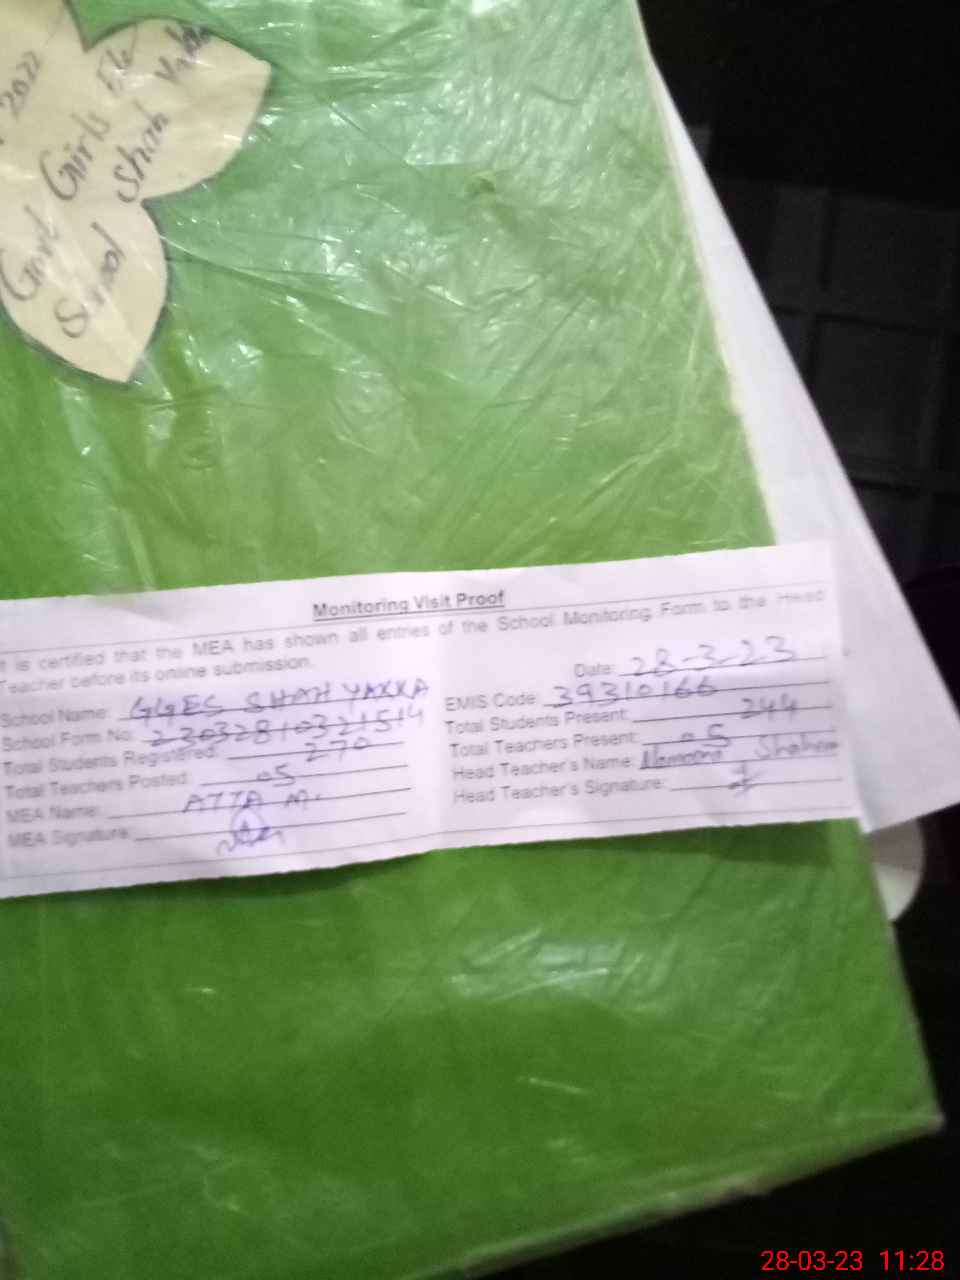 2022
Govt Girls Ele
School Shah
Monitoring Visit Proof
It is certified that the MEA has shown all entries of the School Monitoring Form to the Head
Teacher before its online submission.
Date: 28-3-23
School Name: GGES SHAH YAKKA
EMIS Code: 39310166
School Form No: 23032810321514
Total Students Present: 244
Total Students Registered: 270
Total Teachers Present: 05
Total Teachers Posted: 05
Head Teacher's Name: Shaheen
MEA Name: ATTA M.
Head Teacher's Signature:
MEA Signature:
28-03-23 11:28